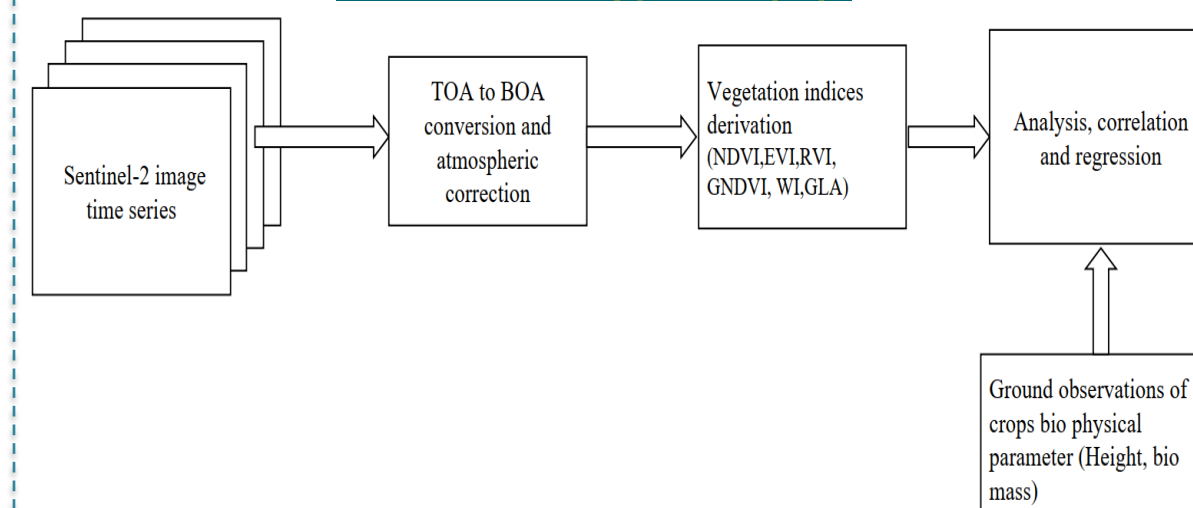 Sentinel-2 image
time series
TOA to BOA
conversion and
atmospheric
correction
Vegetation indices
derivation
(NDVI,EVI,RVI,
GNDVI, WI,GLA)
Analysis, correlation
and regression
Ground observations of
crops bio physical
parameter (Height, bio
mass)